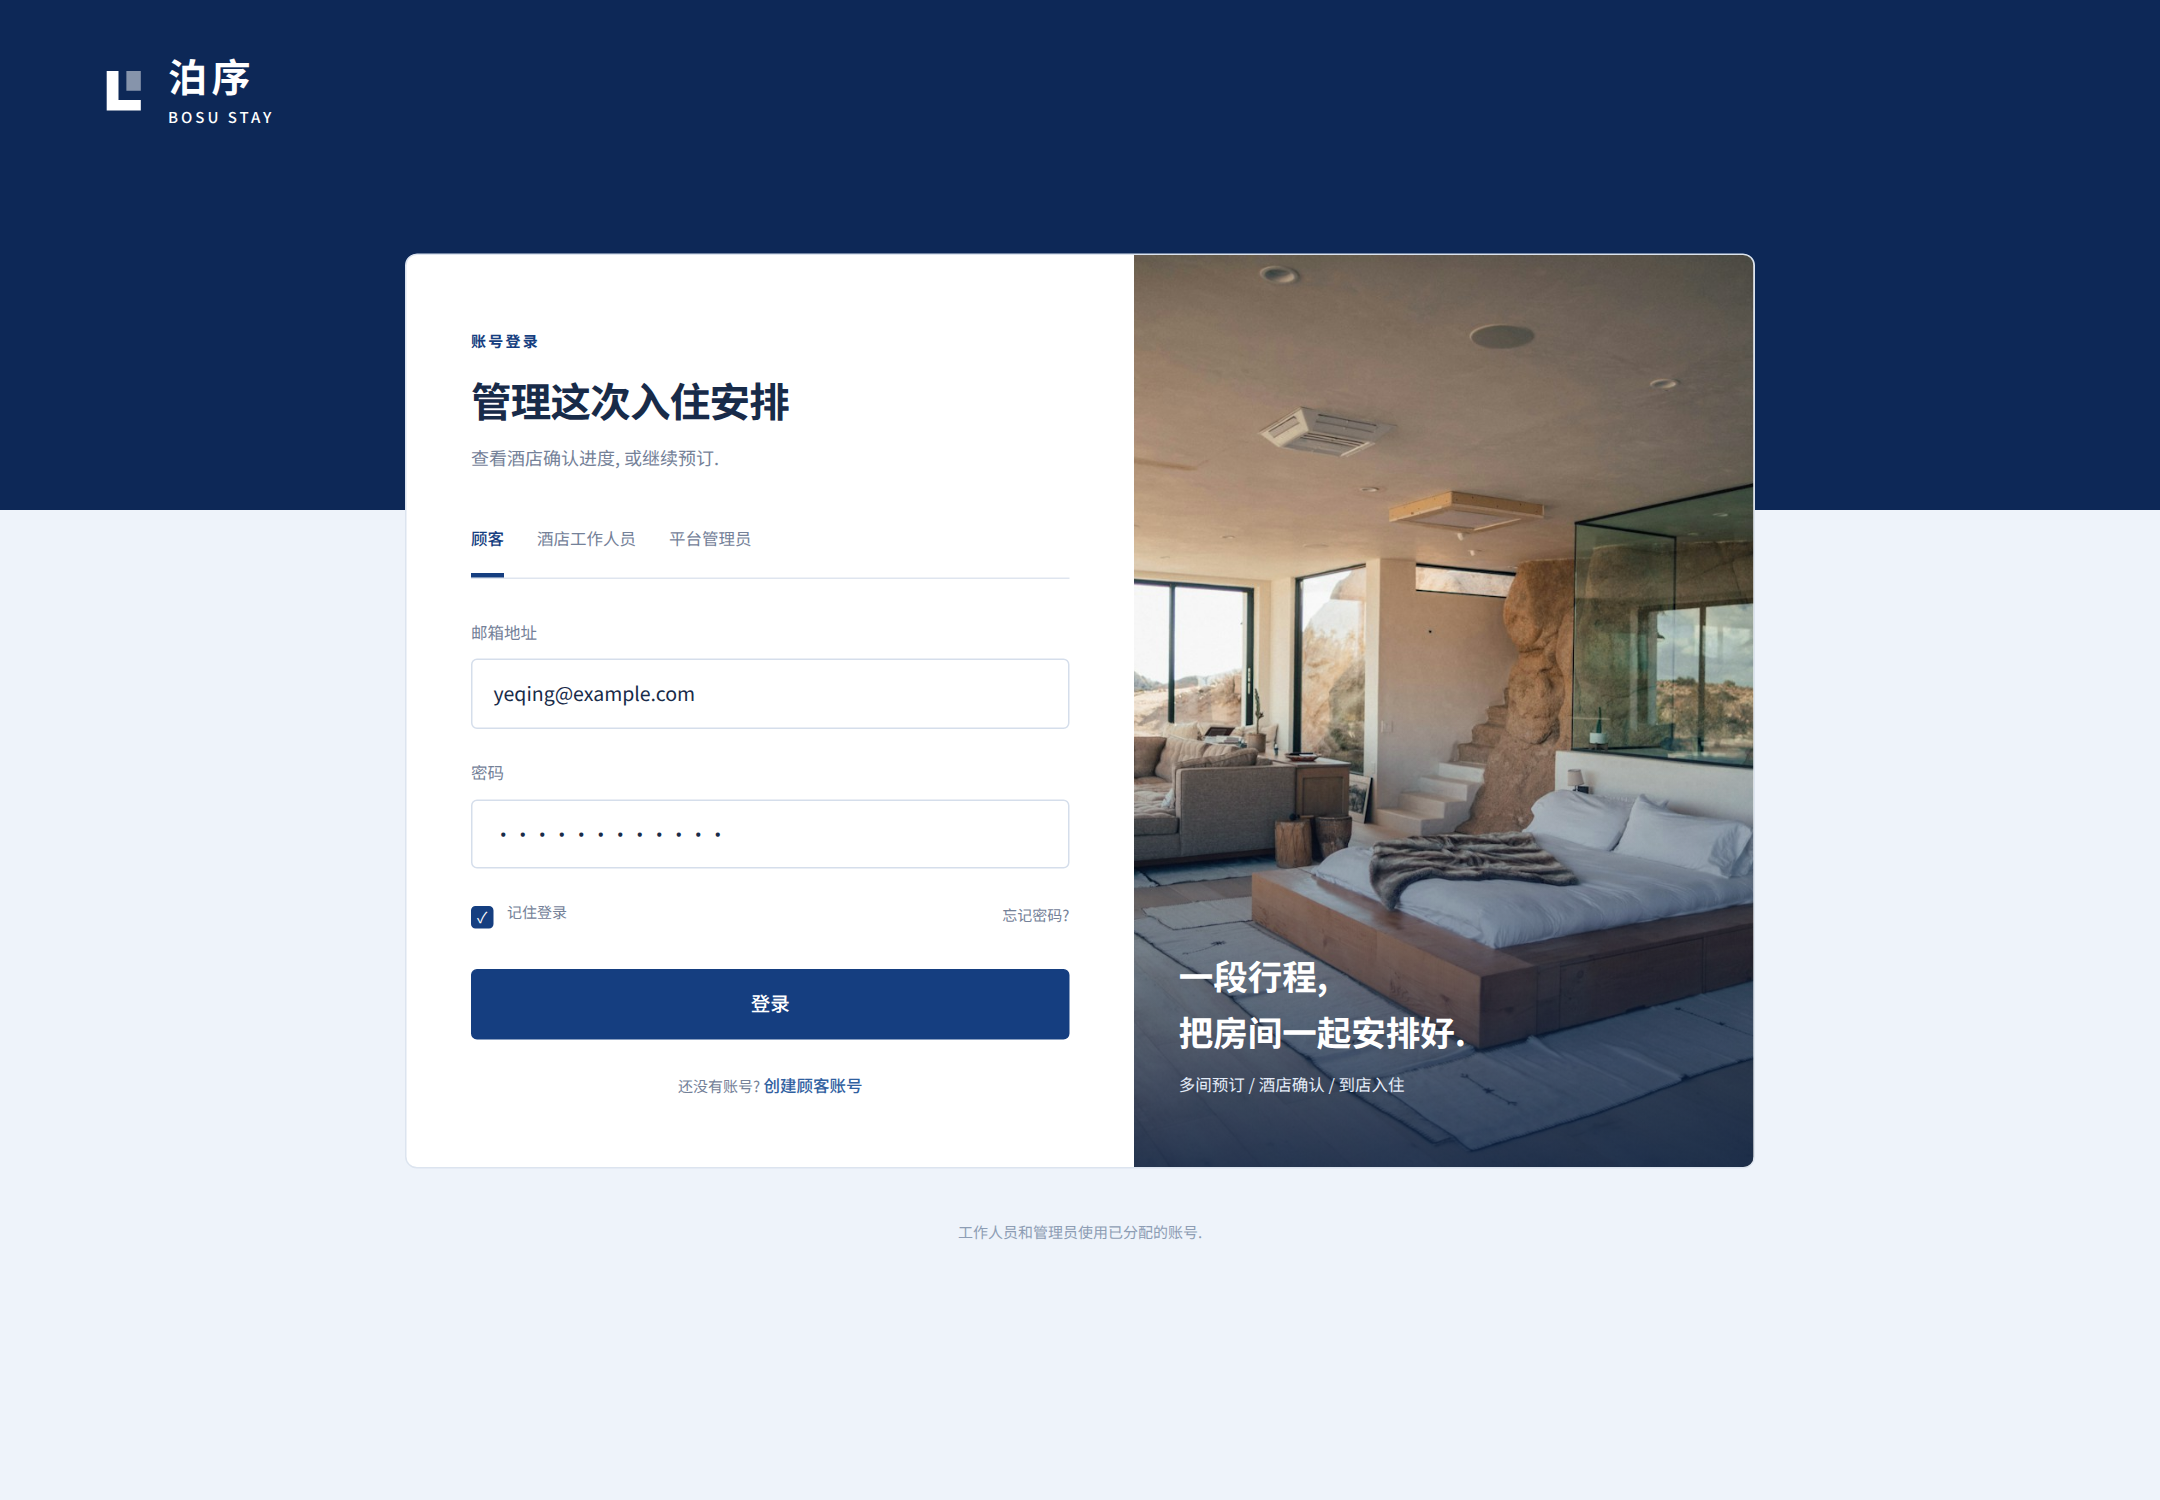 泊序
BOSU STAY
账号登录
管理这次入住安排
查看酒店确认进度, 或继续预订.
顾客 酒店工作人员 平台管理员
邮箱地址
yeqing@example.com
密码
············
✓ 记住登录 忘记密码?
登录
还没有账号? 创建顾客账号
一段行程,
把房间一起安排好.
多间预订 / 酒店确认 / 到店入住
工作人员和管理员使用已分配的账号.